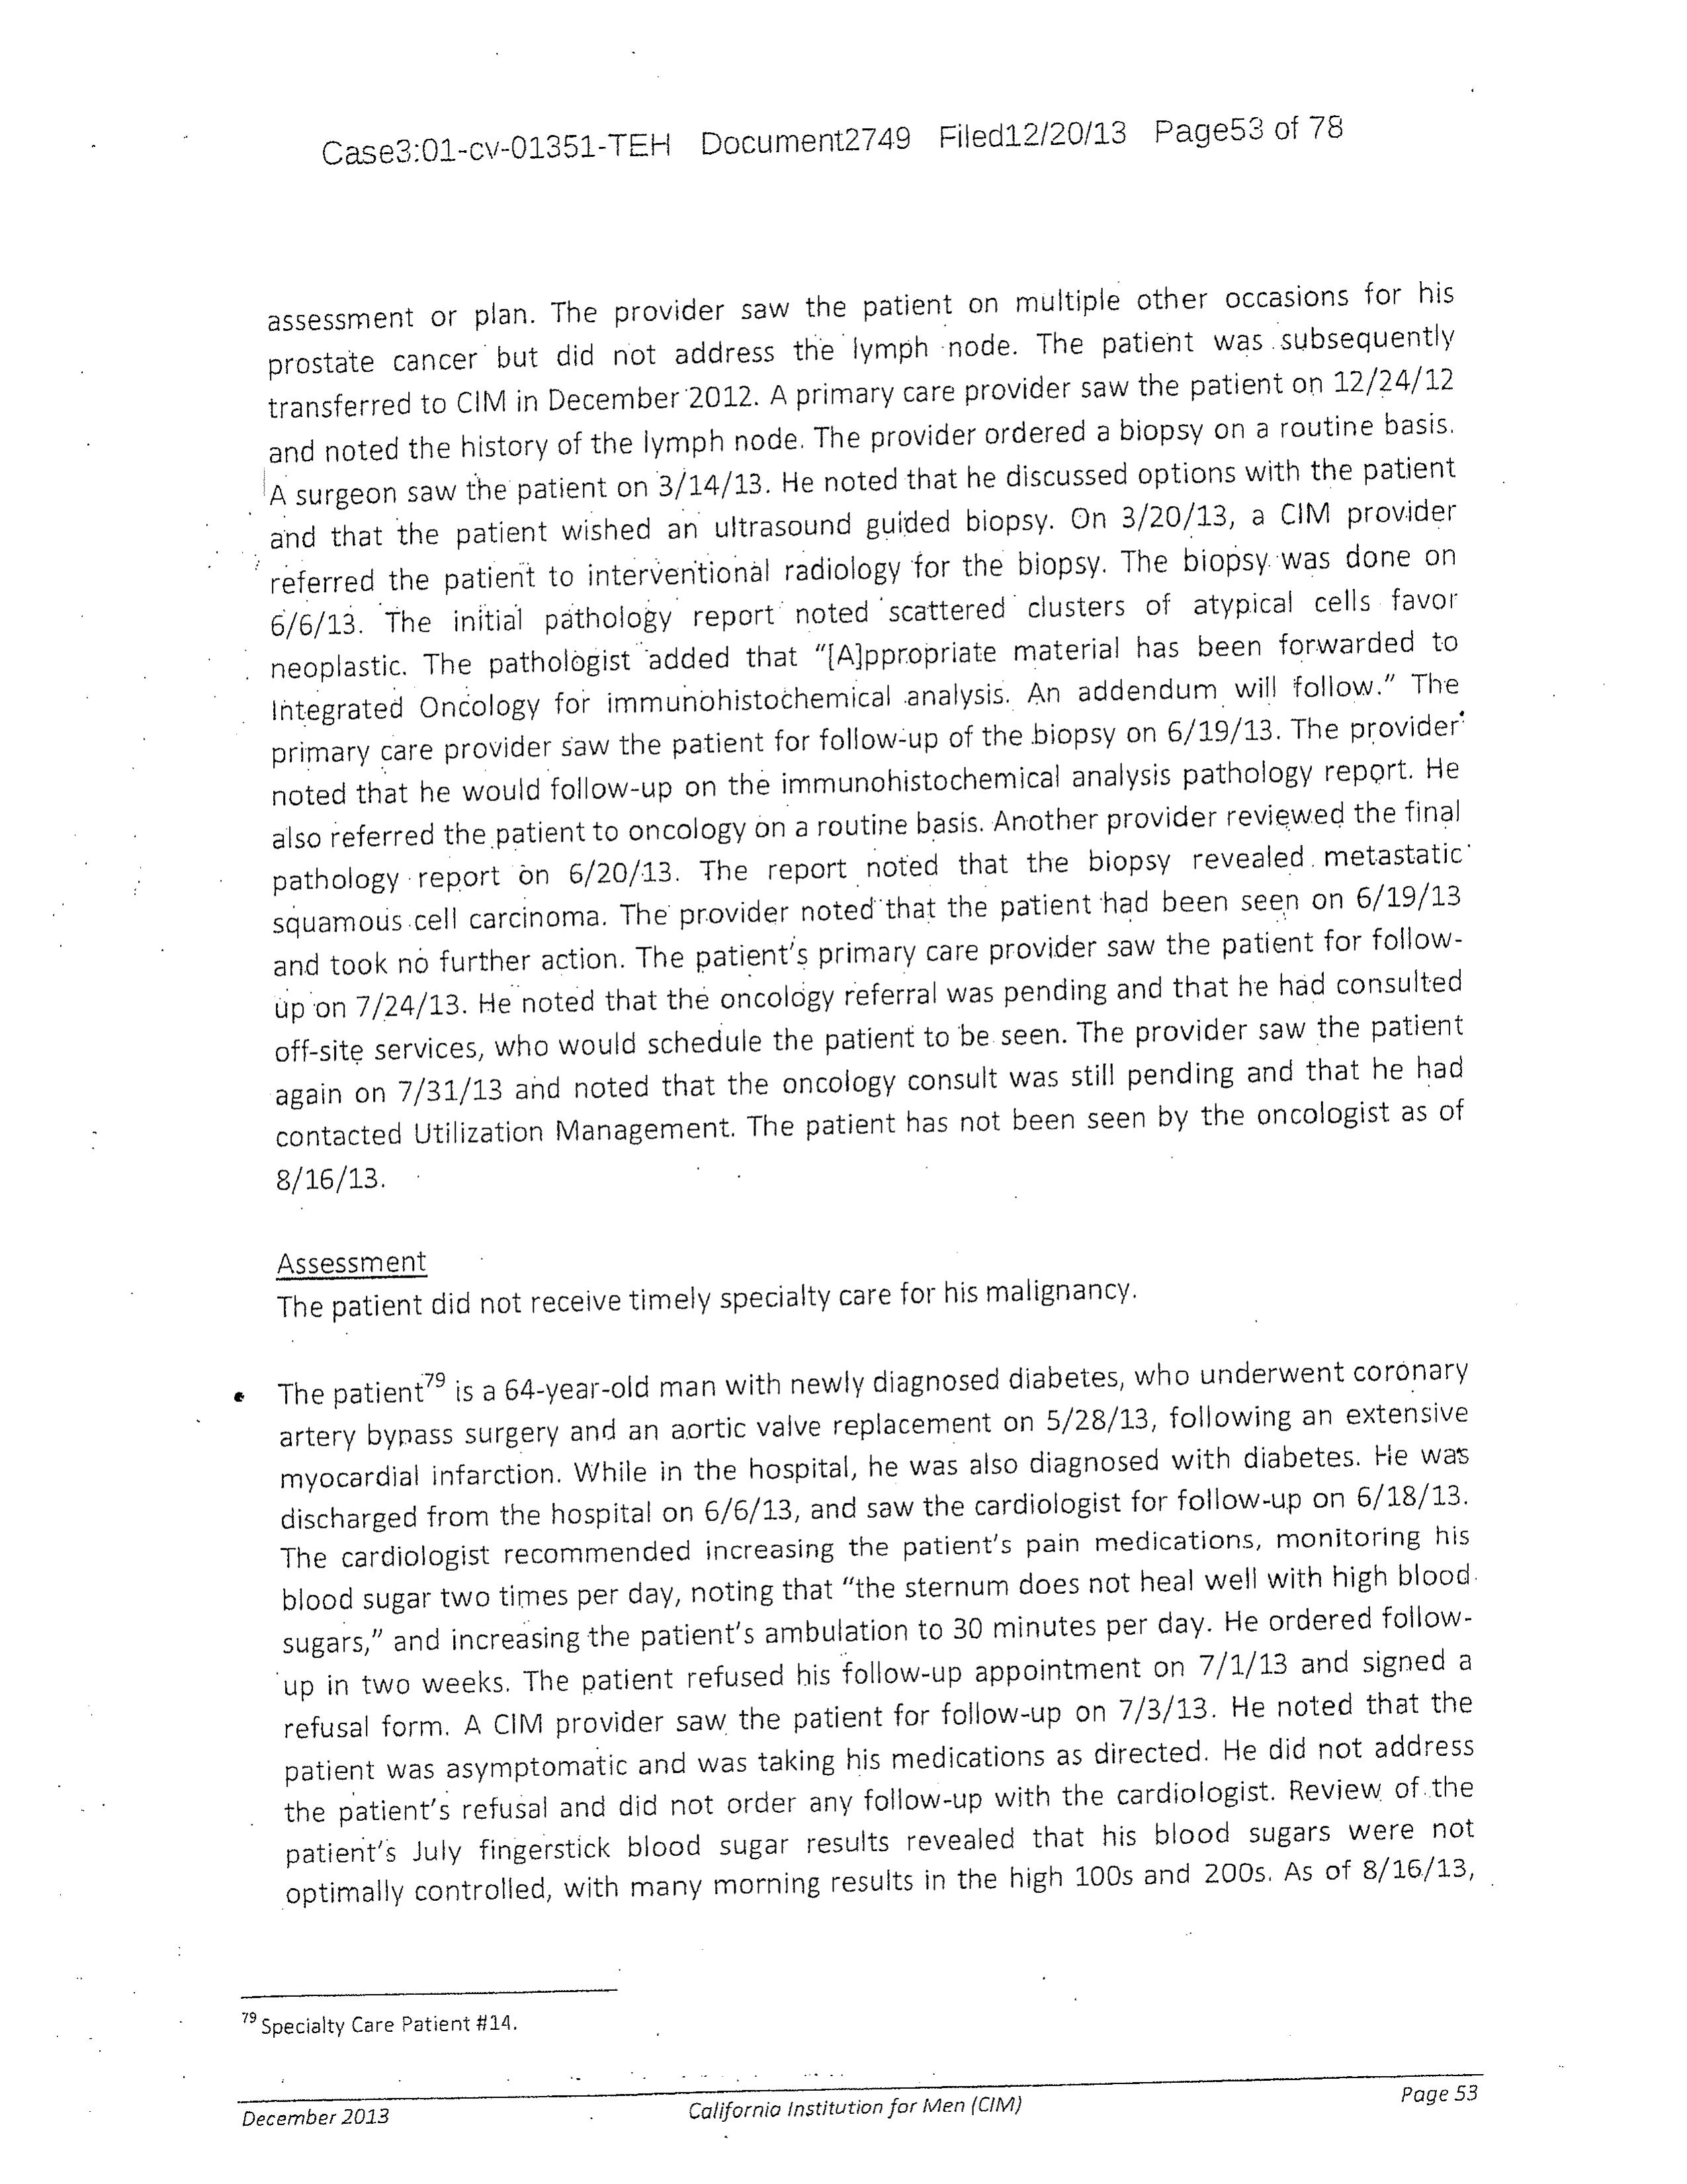 Case3:01-cv-01351-TEH Document2749 Filed12/20/13 Page53 of 78
assessment or plan. The provider saw the patient on multiple other occasions for his
prostate cancer but did not address the lymph node. The patient was subsequently
transferred to CIM in December 2012. A primary care provider saw the patient on 12/24/12
and noted the history of the lymph node. The provider ordered a biopsy on a routine basis.
A surgeon saw the patient on 3/14/13. He noted that he discussed options with the patient
and that the patient wished an ultrasound guided biopsy. On 3/20/13, a CIM provider
referred the patient to interventional radiology for the biopsy. The biopsy was done on
6/6/13. The initial pathology report noted scattered clusters of atypical cells favor
neoplastic. The pathologist added that “[A]ppropriate material has been forwarded to
Integrated Oncology for immunohistochemical analysis. An addendum will follow.” The
primary care provider saw the patient for follow-up of the biopsy on 6/19/13. The provider
noted that he would follow-up on the immunohistochemical analysis pathology report. He
also referred the patient to oncology on a routine basis. Another provider reviewed the final
pathology report on 6/20/13. The report noted that the biopsy revealed metastatic
squamous cell carcinoma. The provider noted that the patient had been seen on 6/19/13
and took no further action. The patient’s primary care provider saw the patient for follow-
up on 7/24/13. He noted that the oncology referral was pending and that he had consulted
off-site services, who would schedule the patient to be seen. The provider saw the patient
again on 7/31/13 and noted that the oncology consult was still pending and that he had
contacted Utilization Management. The patient has not been seen by the oncologist as of
8/16/13.
Assessment
The patient did not receive timely specialty care for his malignancy.
• The patient79 is a 64-year-old man with newly diagnosed diabetes, who underwent coronary
artery bypass surgery and an aortic valve replacement on 5/28/13, following an extensive
myocardial infarction. While in the hospital, he was also diagnosed with diabetes. He was
discharged from the hospital on 6/6/13, and saw the cardiologist for follow-up on 6/18/13.
The cardiologist recommended increasing the patient’s pain medications, monitoring his
blood sugar two times per day, noting that “the sternum does not heal well with high blood
sugars,” and increasing the patient’s ambulation to 30 minutes per day. He ordered follow-
up in two weeks. The patient refused his follow-up appointment on 7/1/13 and signed a
refusal form. A CIM provider saw the patient for follow-up on 7/3/13. He noted that the
patient was asymptomatic and was taking his medications as directed. He did not address
the patient’s refusal and did not order any follow-up with the cardiologist. Review of the
patient’s July fingerstick blood sugar results revealed that his blood sugars were not
optimally controlled, with many morning results in the high 100s and 200s. As of 8/16/13,
79 Specialty Care Patient #14.
December 2013 California Institution for Men (CIM) Page 53